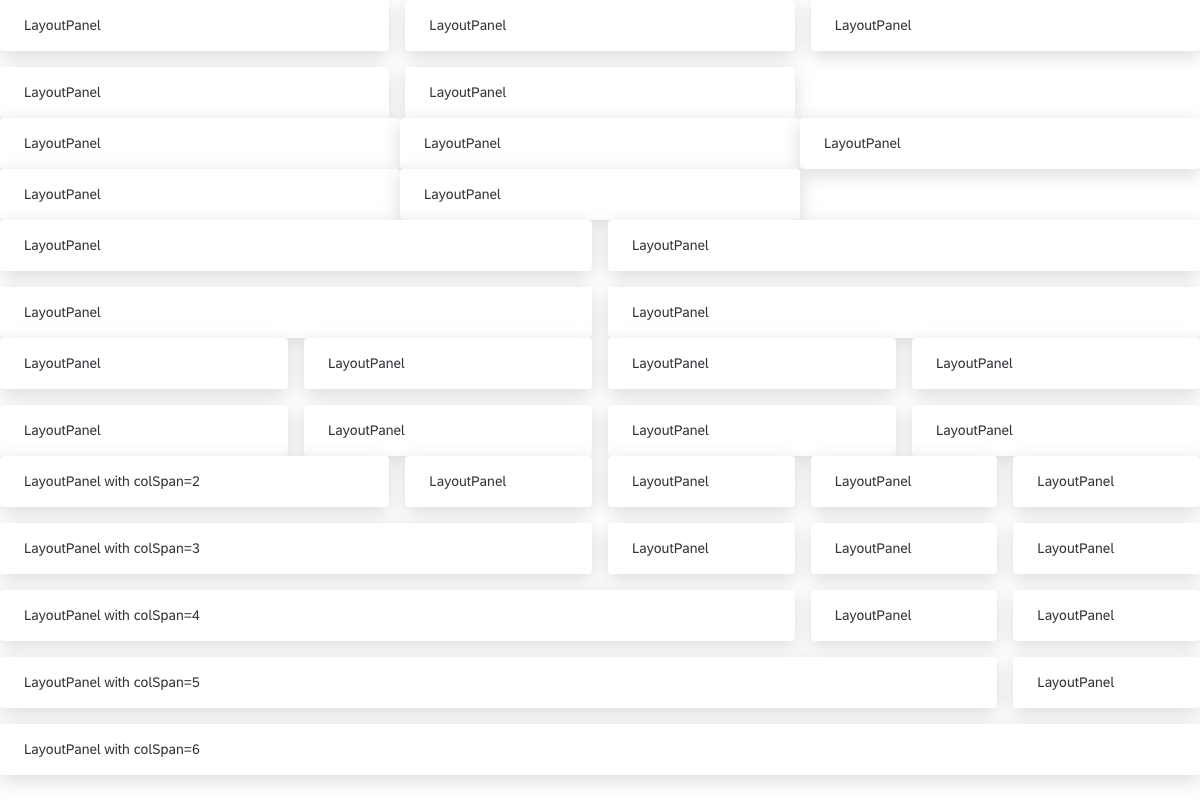 LayoutPanel LayoutPanel LayoutPanel
LayoutPanel LayoutPanel
LayoutPanel LayoutPanel LayoutPanel
LayoutPanel LayoutPanel
LayoutPanel LayoutPanel
LayoutPanel LayoutPanel
LayoutPanel LayoutPanel LayoutPanel LayoutPanel
LayoutPanel LayoutPanel LayoutPanel LayoutPanel
LayoutPanel with colSpan=2 LayoutPanel LayoutPanel LayoutPanel LayoutPanel
LayoutPanel with colSpan=3 LayoutPanel LayoutPanel LayoutPanel
LayoutPanel with colSpan=4 LayoutPanel LayoutPanel
LayoutPanel with colSpan=5 LayoutPanel
LayoutPanel with colSpan=6